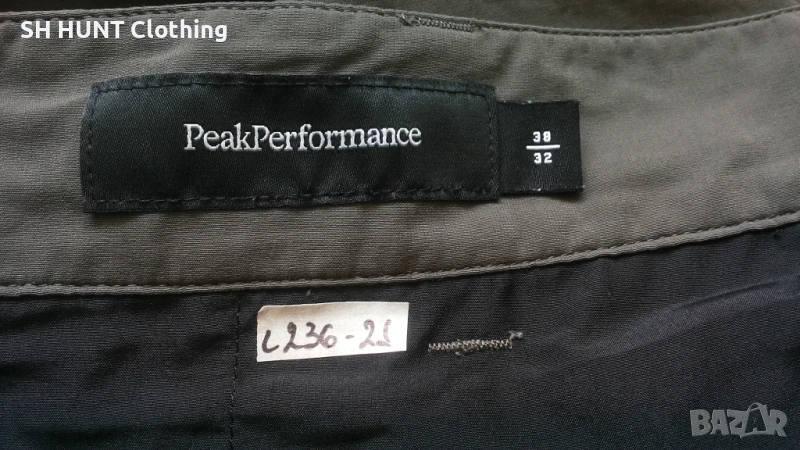 SH HUNT Clothing
PeakPerformance
38
32
L236-21
BAZAR